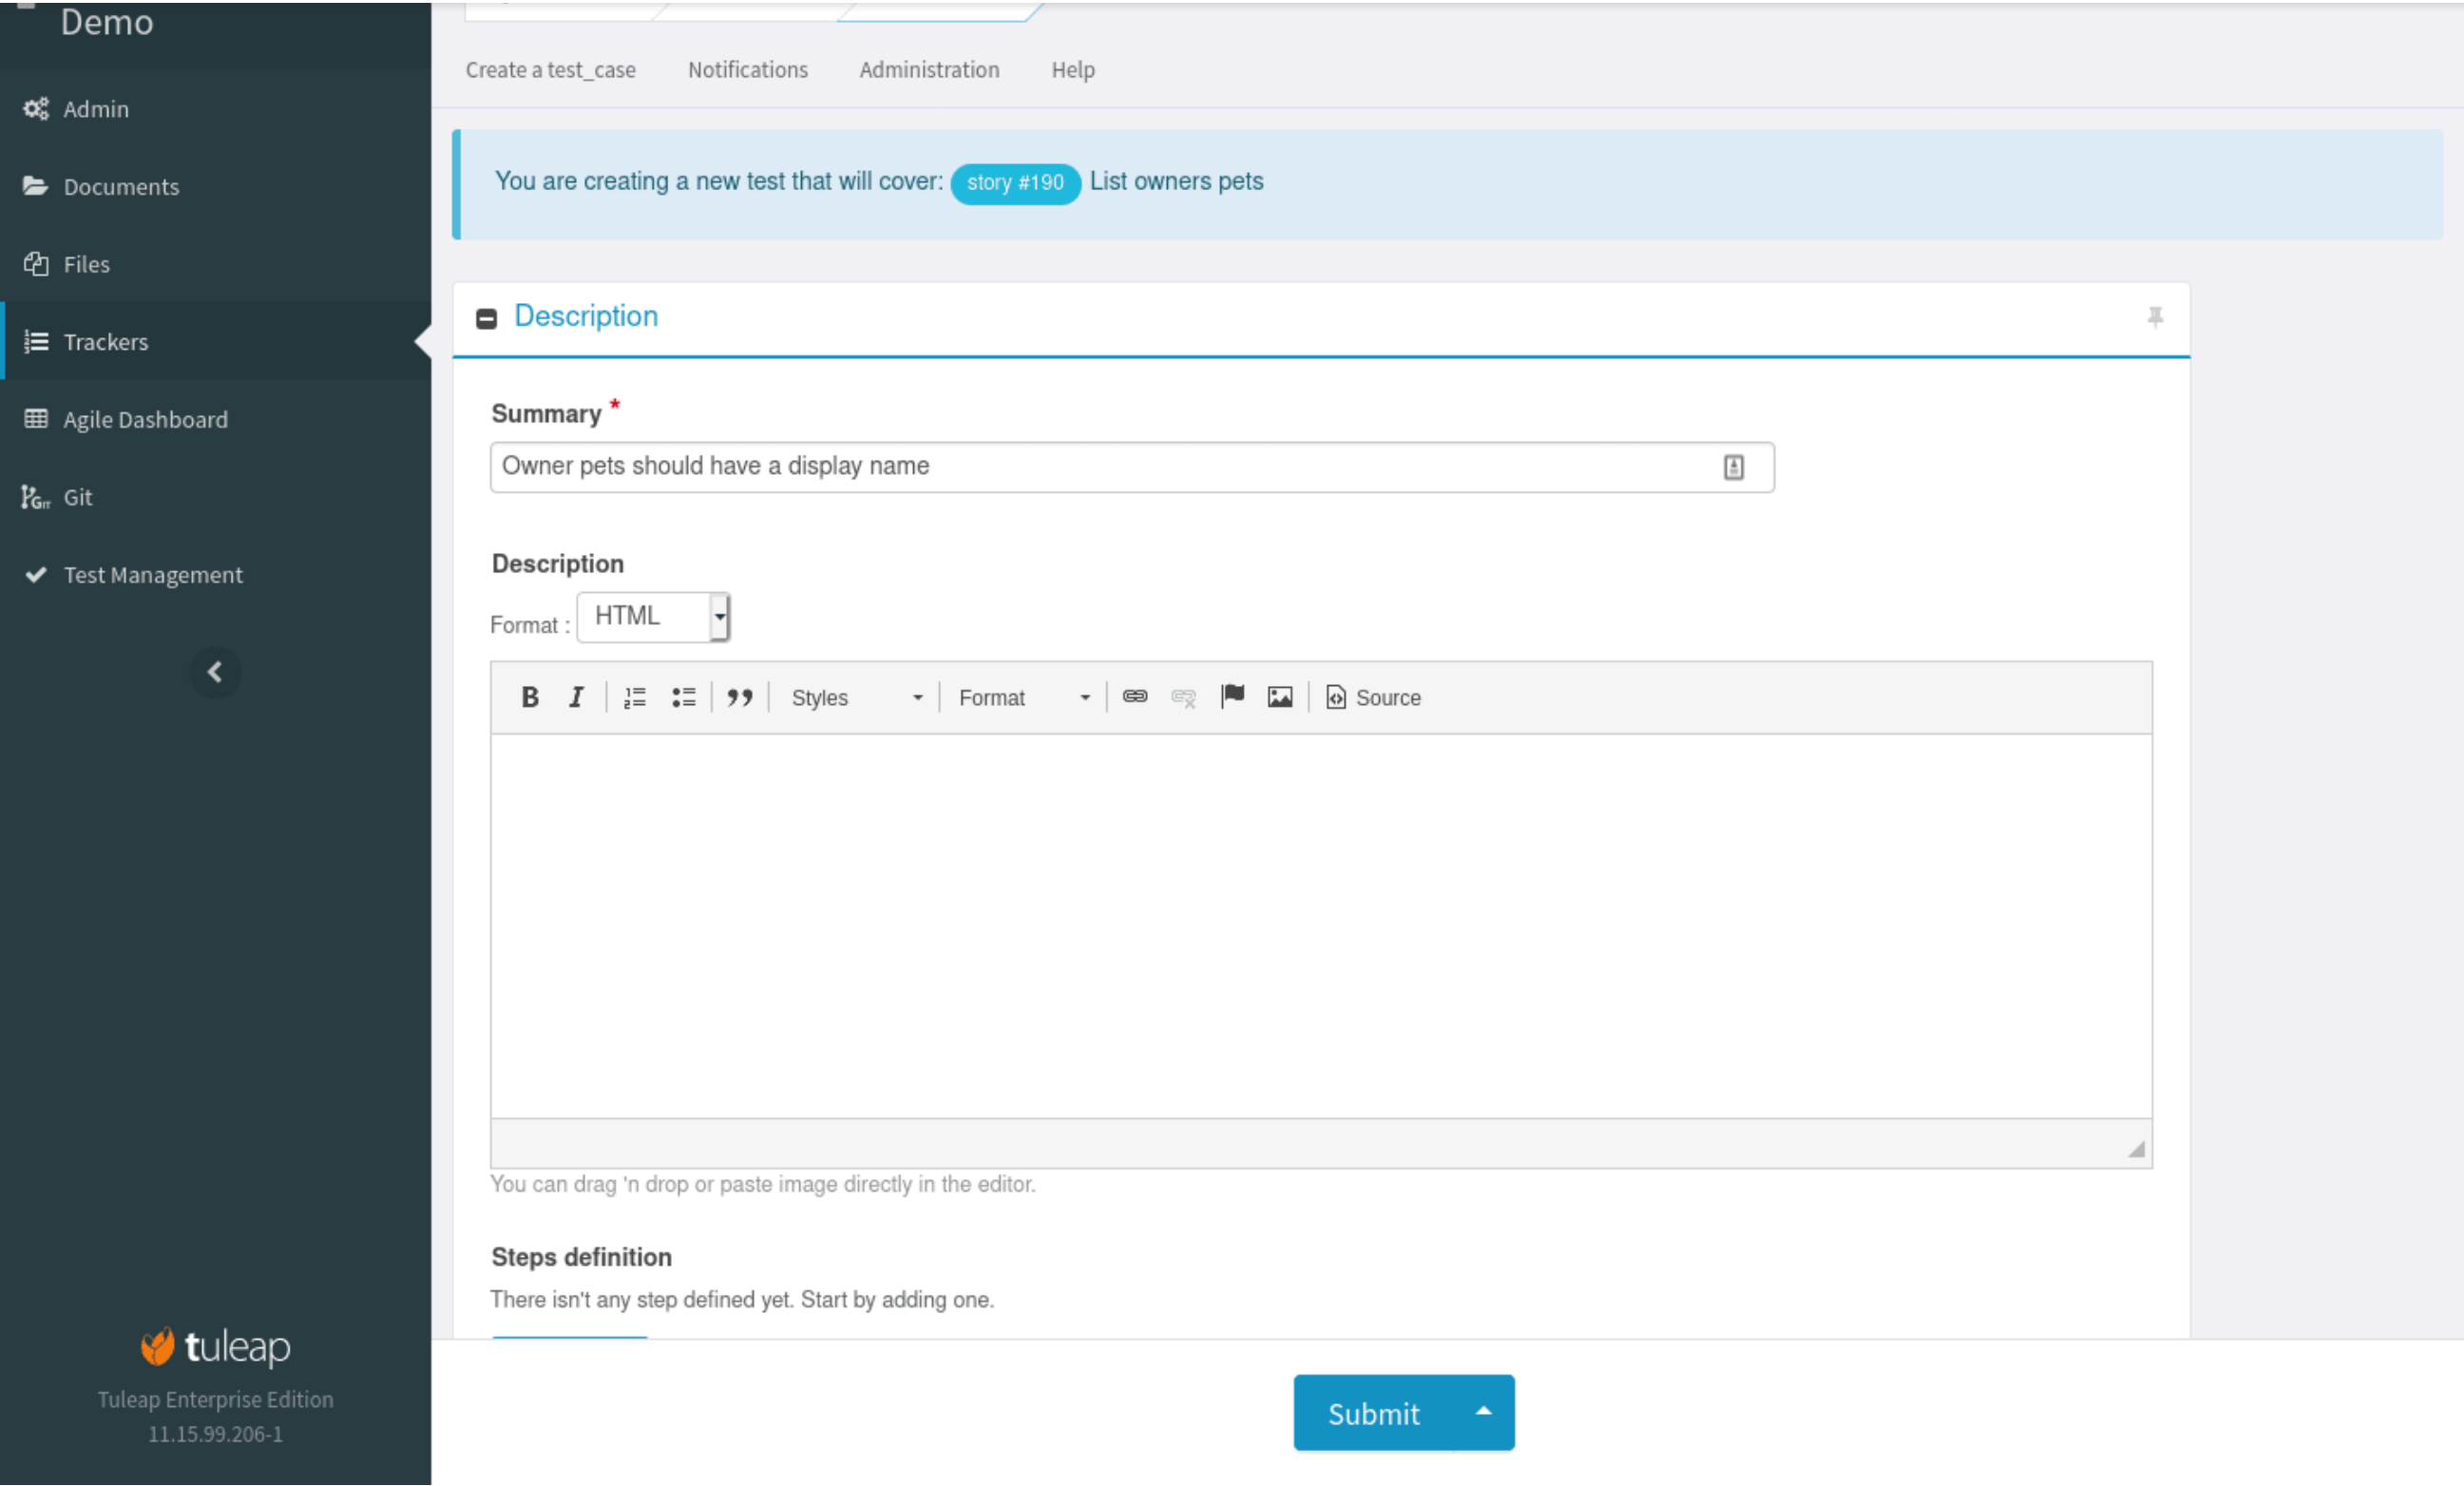 Demo
Admin
Documents
Files
Trackers
Agile Dashboard
Git
Test Management
tuleap
Tuleap Enterprise Edition
11.15.99.206-1
Create a test_case Notifications Administration Help
You are creating a new test that will cover: story #190 List owners pets
Description
Summary *
Owner pets should have a display name
Description
Format : HTML
B I Styles Format Source
You can drag 'n drop or paste image directly in the editor.
Steps definition
There isn't any step defined yet. Start by adding one.
Submit